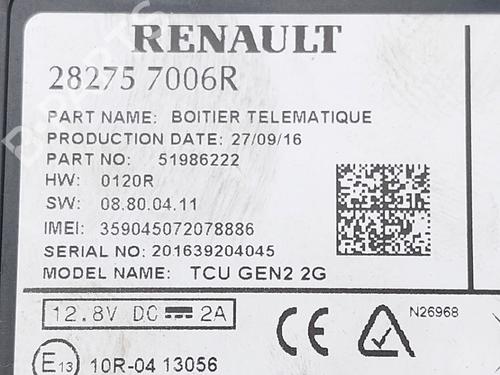 RENAULT
28275 7006R
PART NAME: BOITIER TELEMATIQUE
PRODUCTION DATE: 27/09/16
PART NO: 51986222
HW: 0120R
SW: 08.80.04.11
IMEI: 359045072078886
SERIAL NO: 201639204045
MODEL NAME: TCU GEN2 2G
12.8V DC 2A
CE
N26968
E13 10R-04 13056